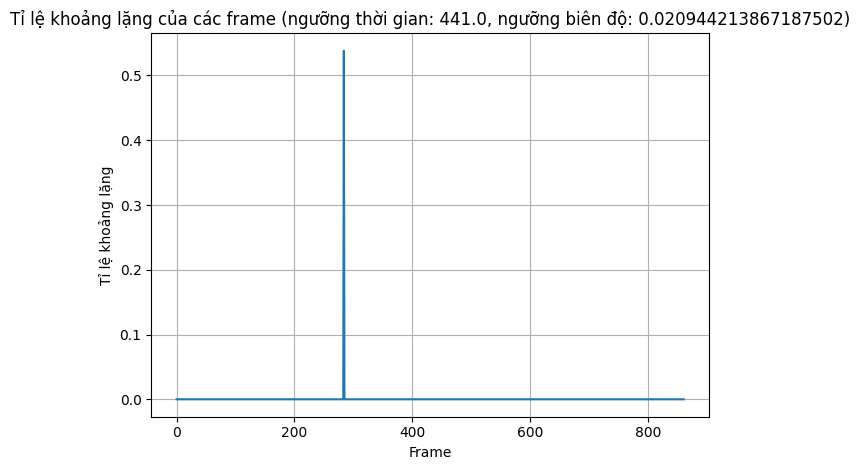 Tỉ lệ khoảng lặng của các frame (ngưỡng thời gian: 441.0, ngưỡng biên độ: 0.020944213867187502)
Tỉ lệ khoảng lặng
0.5
0.4
0.3
0.2
0.1
0.0
0 200 400 600 800
Frame